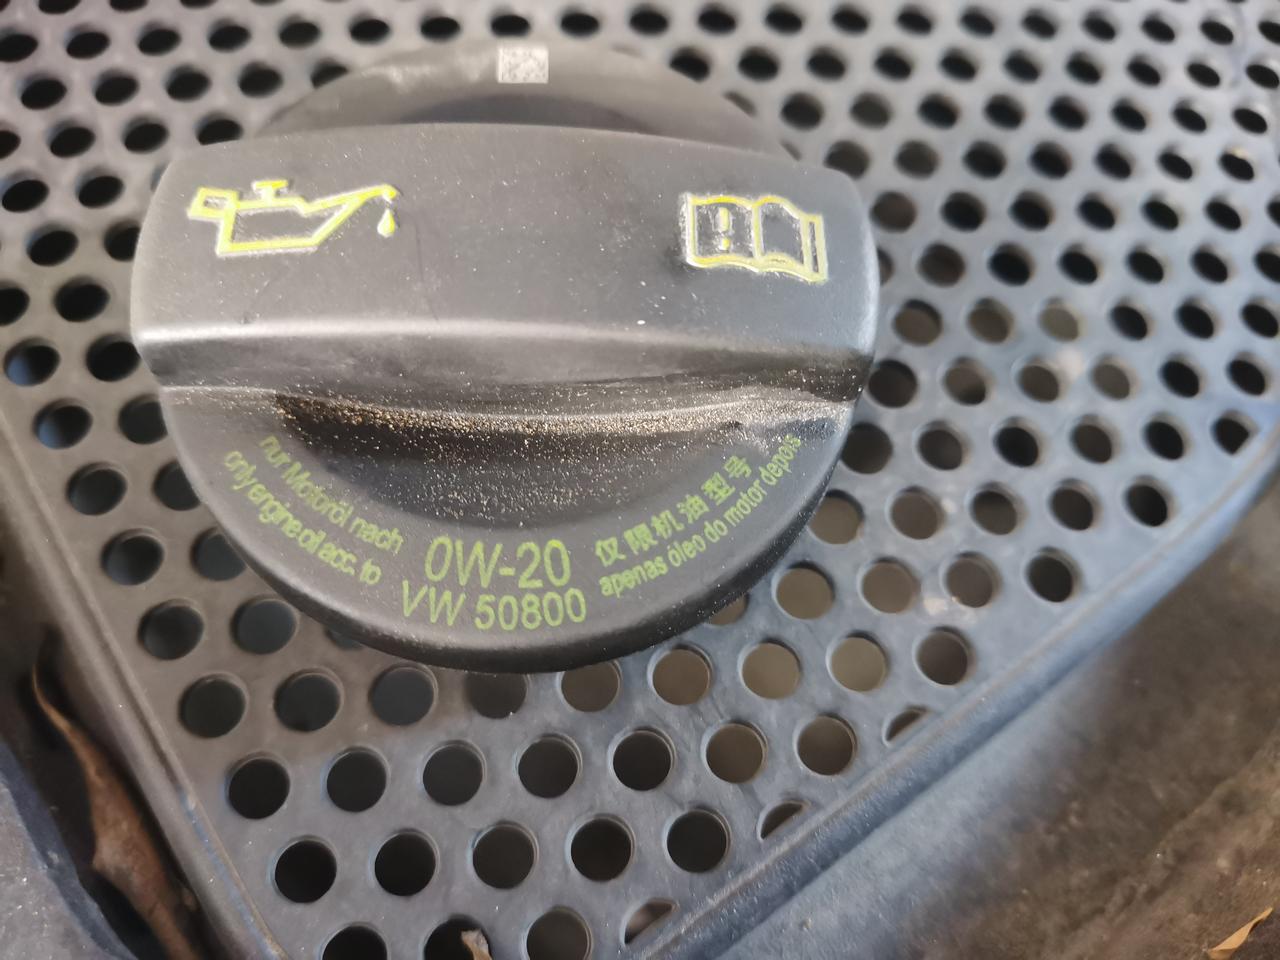 nur Motoröl nach
only engine oil acc. to
0W-20
VW 50800
仅限机油型号
apenas óleo do motor depois